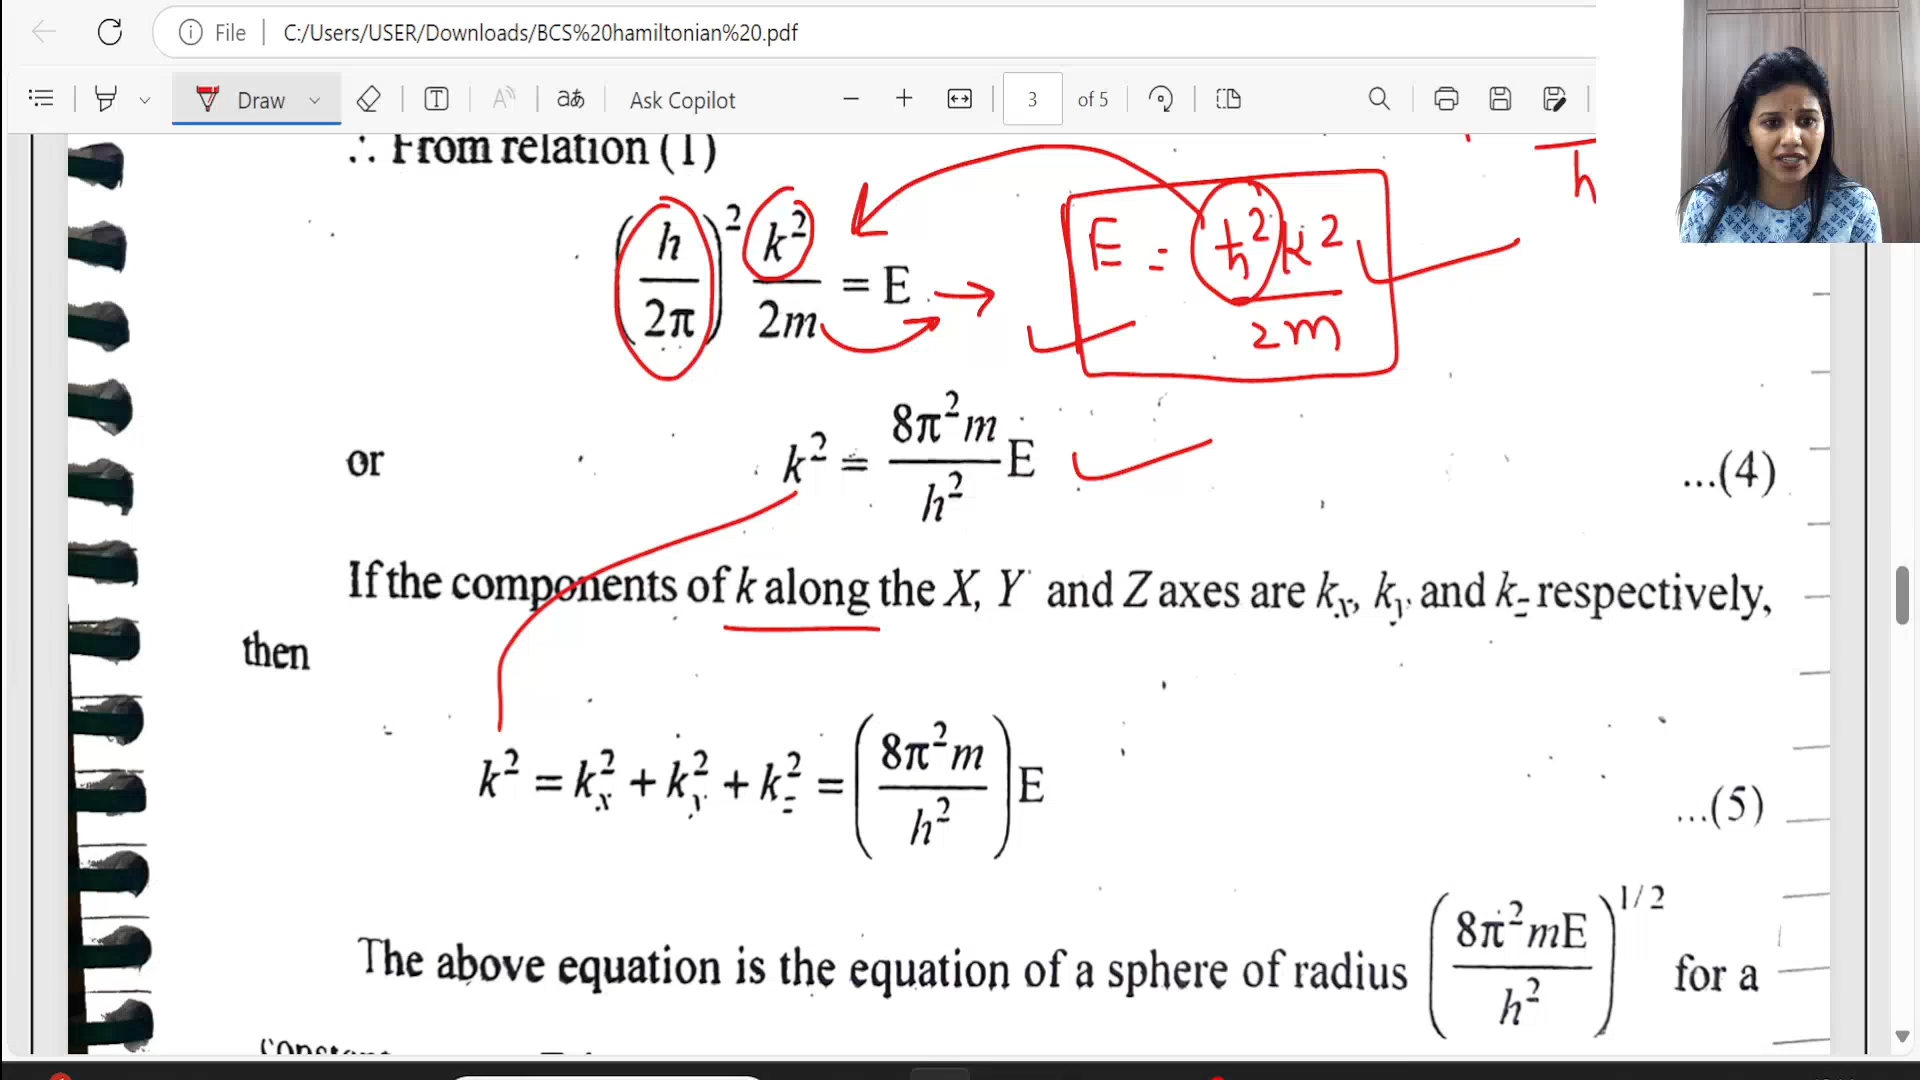 File | C:/Users/USER/Downloads/BCS%20hamiltonian%20.pdf
Draw aあ Ask Copilot 3 of 5
∴ From relation (1)
(h/2π)² k²/2m = E → E = ħ²k²/2m
h
or k² = 8π²m/h² E ...(4)
If the components of k along the X, Y and Z axes are kx, ky and kz respectively,
then
k² = kx² + ky² + kz² = (8π²m/h²) E ...(5)
The above equation is the equation of a sphere of radius (8π²mE/h²)^1/2 for a
constant